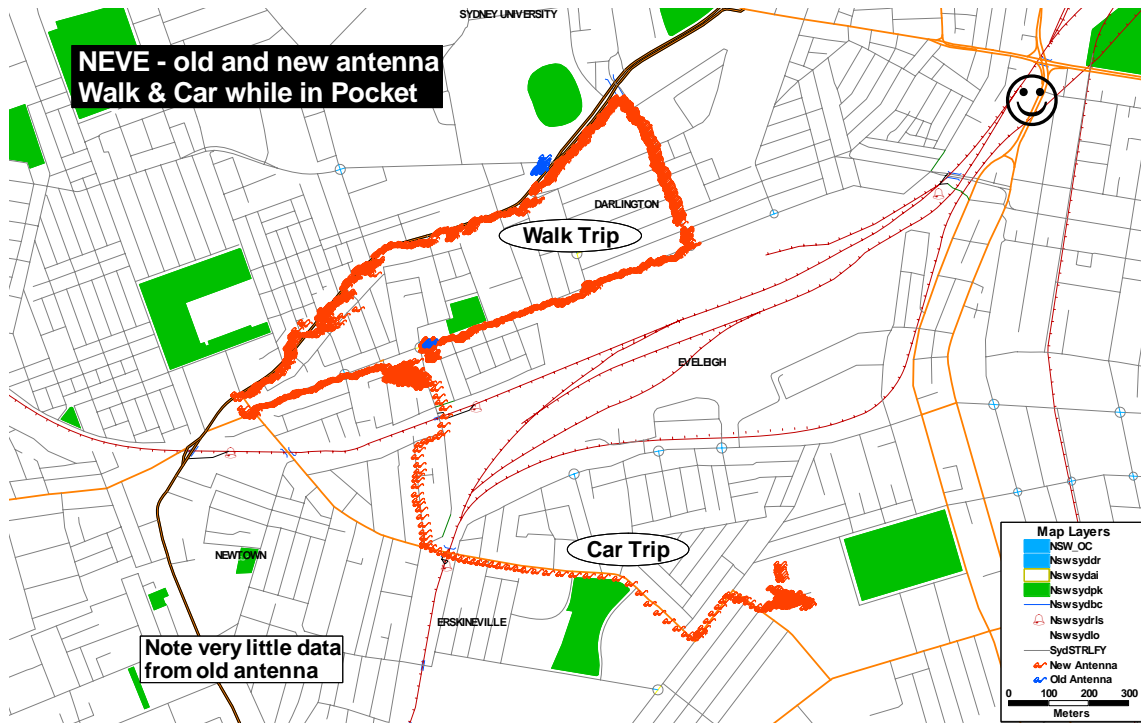 SYDNEY UNIVERSITY
NEVE - old and new antenna
Walk & Car while in Pocket
DARLINGTON
Walk Trip
EVELEIGH
Car Trip
NEWTOWN
ERSKINEVILLE
Note very little data
from old antenna
Map Layers
NSW_OC
Nswsyddr
Nswsydai
Nswsydpk
Nswsydbc
Nswsydrls
Nswsydlo
SydSTRLFY
New Antenna
Old Antenna
0 100 200 300
Meters